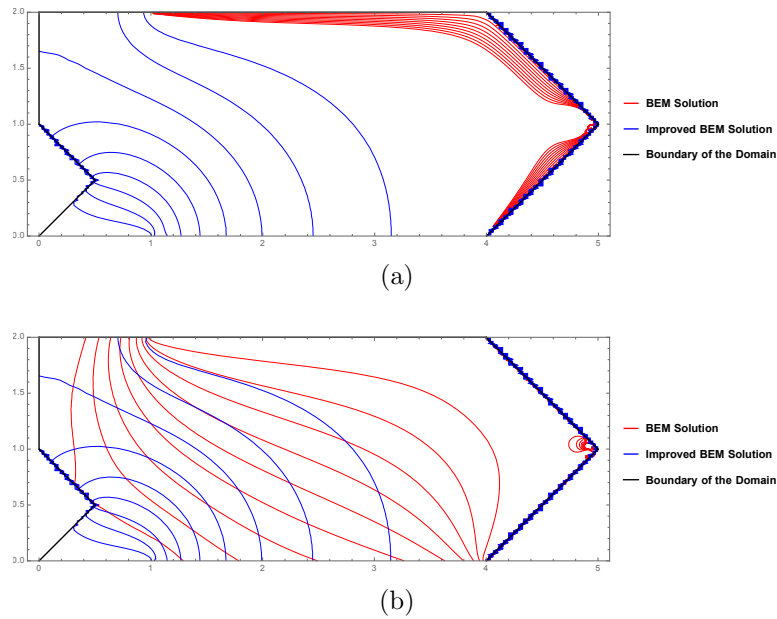 2.0
1.5
1.0
0.5
0.0
0
1
2
3
4
5
BEM Solution
Improved BEM Solution
Boundary of the Domain
(a)
2.0
1.5
1.0
0.5
0.0
0
1
2
3
4
5
BEM Solution
Improved BEM Solution
Boundary of the Domain
(b)